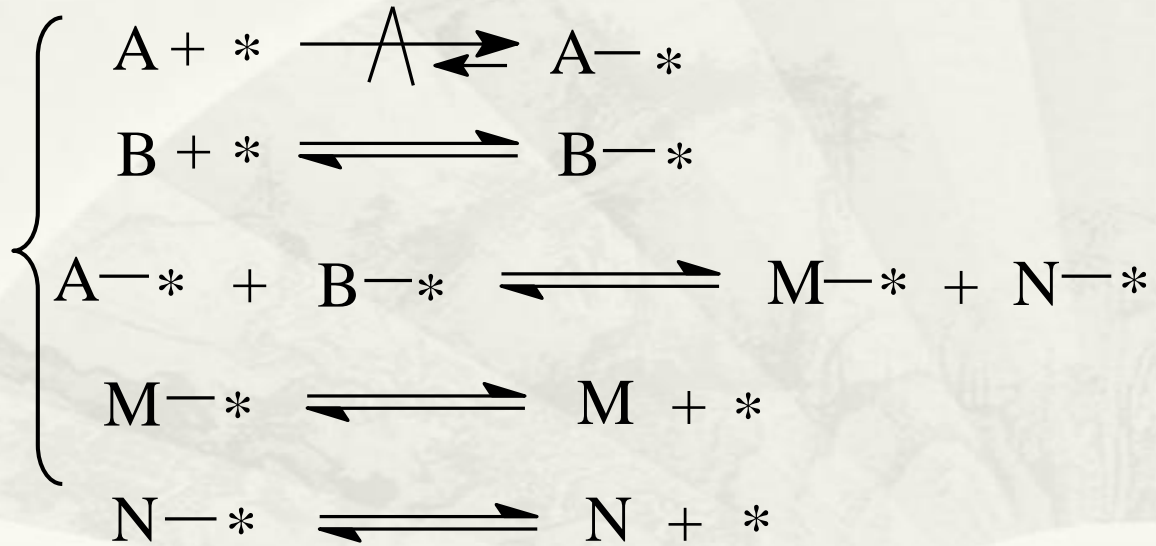 A + * ⇌ A—*
B + * ⇌ B—*
A—* + B—* ⇌ M—* + N—*
M—* ⇌ M + *
N—* ⇌ N + *